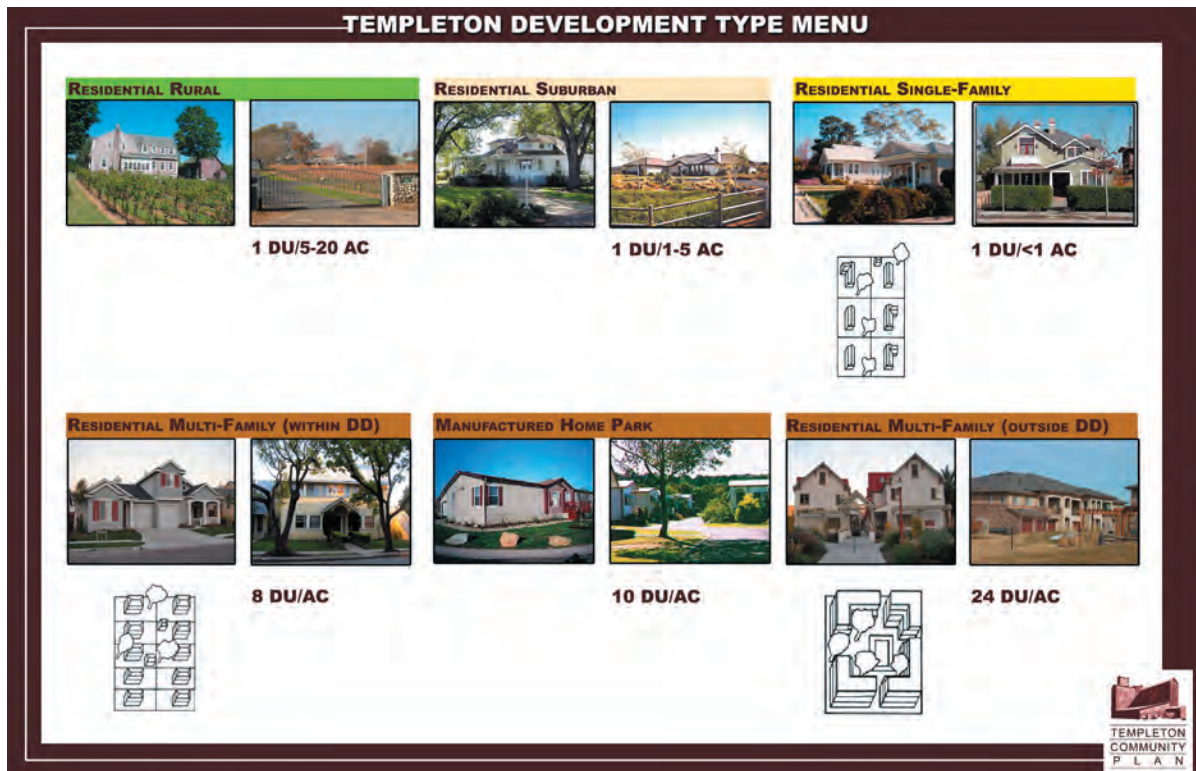 TEMPLETON DEVELOPMENT TYPE MENU
RESIDENTIAL RURAL
RESIDENTIAL SUBURBAN
RESIDENTIAL SINGLE-FAMILY
1 DU/5-20 AC
1 DU/1-5 AC
1 DU/<1 AC
RESIDENTIAL MULTI-FAMILY (WITHIN DD)
MANUFACTURED HOME PARK
RESIDENTIAL MULTI-FAMILY (OUTSIDE DD)
8 DU/AC
10 DU/AC
24 DU/AC
TEMPLETON
COMMUNITY
PLAN